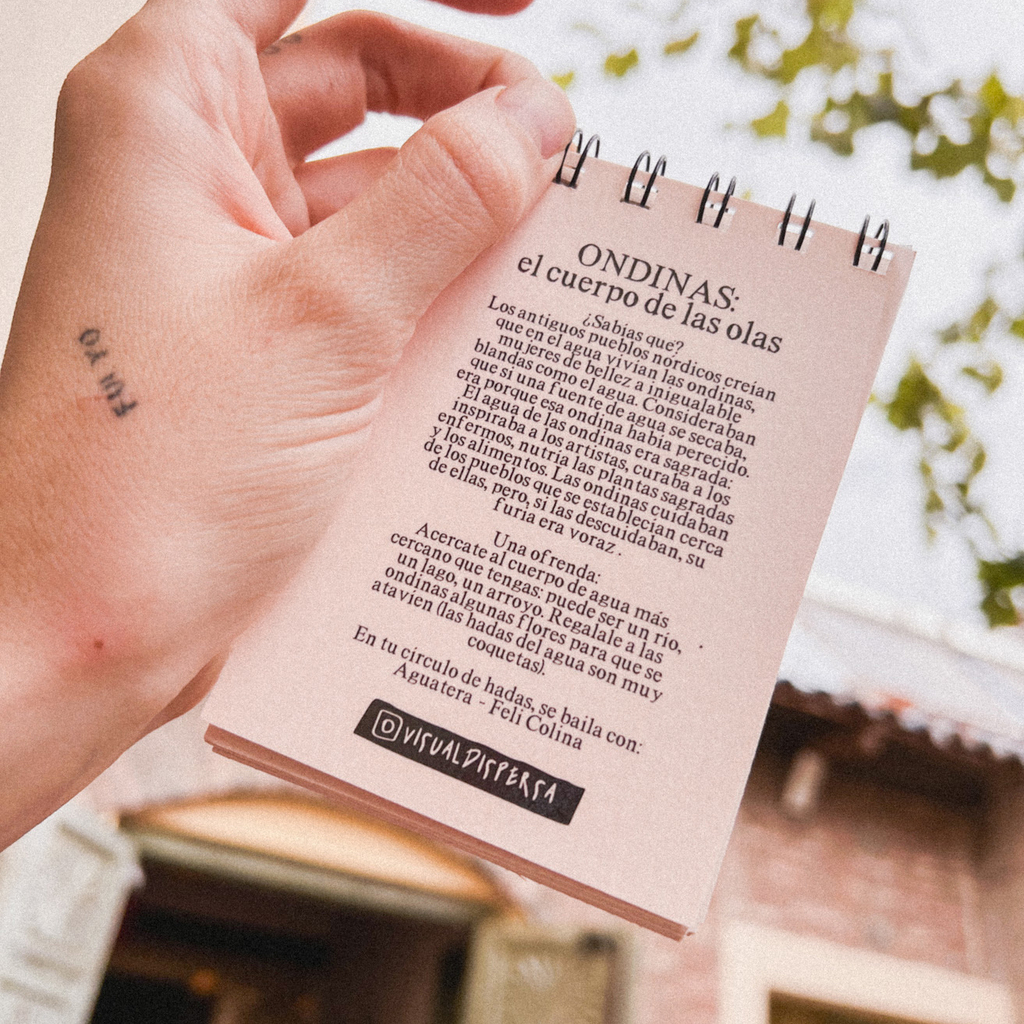 FUI YO
ONDINAS:
el cuerpo de las olas
¿Sabías qué?
Los antiguos pueblos nórdicos creían
que en el agua vivían las ondinas,
mujeres de bellez a inigualable
blandas como el agua. Consideraban
que si una fuente de agua se secaba,
era porque esa ondina había perecido.
El agua de las ondinas era sagrada:
inspiraba a los artistas, curaba a los
enfermos, nutría las plantas sagradas
y los alimentos. Las ondinas cuidaban
de los pueblos que se establecían cerca
de ellas, pero, si las descuidaban, su
furia era voraz.
Una ofrenda:
Acercate al cuerpo de agua más
cercano que tengas: puede ser un río,
un lago, un arroyo. Regalale a las
ondinas algunas flores para que se
atavíen (las hadas del agua son muy
coquetas).
En tu círculo de hadas, se baila con:
Aguatera - Feli Colina
VISUALDISPERSA